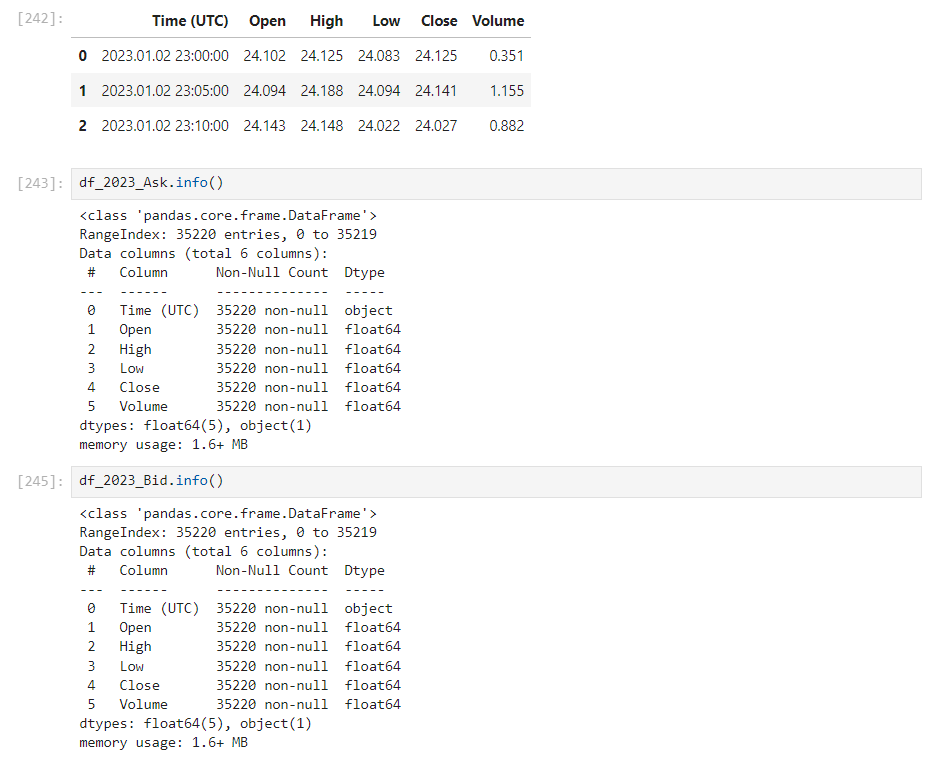 [242]:
Time (UTC) Open High Low Close Volume
0 2023.01.02 23:00:00 24.102 24.125 24.083 24.125 0.351
1 2023.01.02 23:05:00 24.094 24.188 24.094 24.141 1.155
2 2023.01.02 23:10:00 24.143 24.148 24.022 24.027 0.882
[243]: df_2023_Ask.info()
<class 'pandas.core.frame.DataFrame'>
RangeIndex: 35220 entries, 0 to 35219
Data columns (total 6 columns):
#   Column      Non-Null Count  Dtype
---  ------      --------------  -----
0   Time (UTC)  35220 non-null  object
1   Open        35220 non-null  float64
2   High        35220 non-null  float64
3   Low         35220 non-null  float64
4   Close       35220 non-null  float64
5   Volume      35220 non-null  float64
dtypes: float64(5), object(1)
memory usage: 1.6+ MB
[245]: df_2023_Bid.info()
<class 'pandas.core.frame.DataFrame'>
RangeIndex: 35220 entries, 0 to 35219
Data columns (total 6 columns):
#   Column      Non-Null Count  Dtype
---  ------      --------------  -----
0   Time (UTC)  35220 non-null  object
1   Open        35220 non-null  float64
2   High        35220 non-null  float64
3   Low         35220 non-null  float64
4   Close       35220 non-null  float64
5   Volume      35220 non-null  float64
dtypes: float64(5), object(1)
memory usage: 1.6+ MB